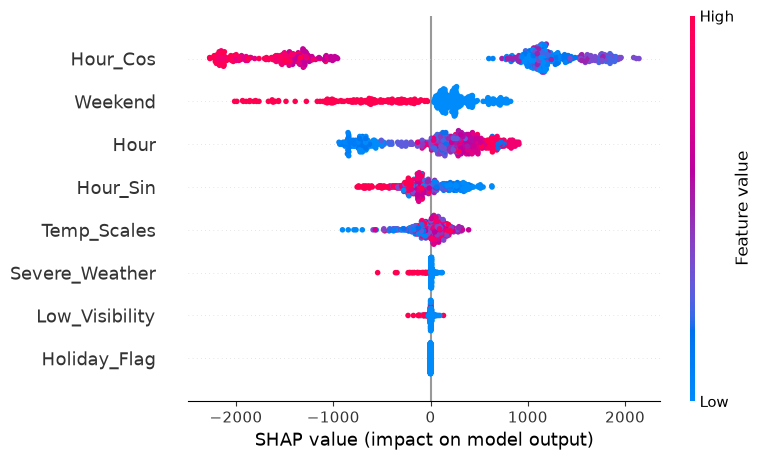 High
Hour_Cos
Weekend
Hour
Hour_Sin
Temp_Scales
Severe_Weather
Low_Visibility
Holiday_Flag
Feature value
Low
−2000 −1000 0 1000 2000
SHAP value (impact on model output)